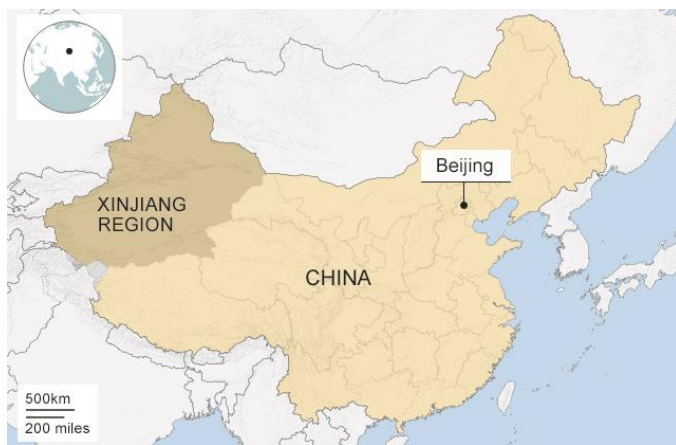 Beijing
XINJIANG
REGION
CHINA
500km
200 miles